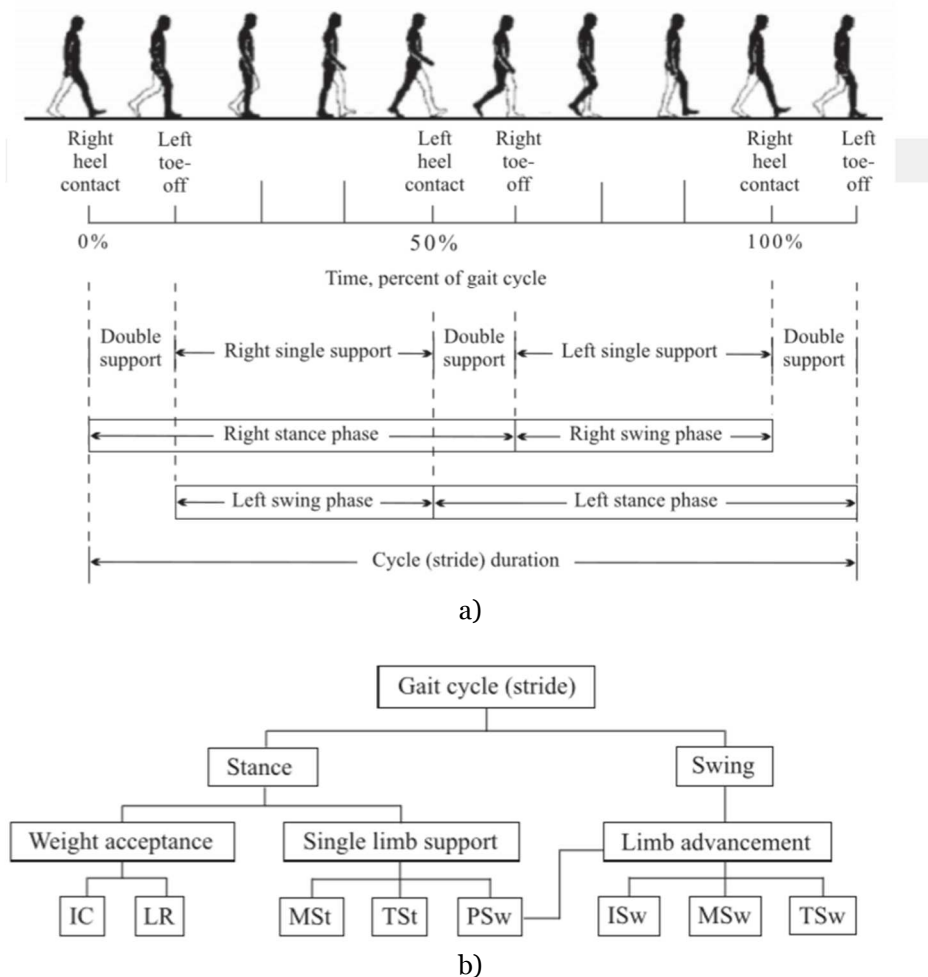 Right heel contact
Left toe-off
Left heel contact
Right toe-off
Right heel contact
Left toe-off
0%
50%
100%
Time, percent of gait cycle
Double support
Right single support
Double support
Left single support
Double support
Right stance phase
Right swing phase
Left swing phase
Left stance phase
Cycle (stride) duration
a)
Gait cycle (stride)
Stance
Swing
Weight acceptance
Single limb support
Limb advancement
IC
LR
MSt
TSt
PSw
ISw
MSw
TSw
b)